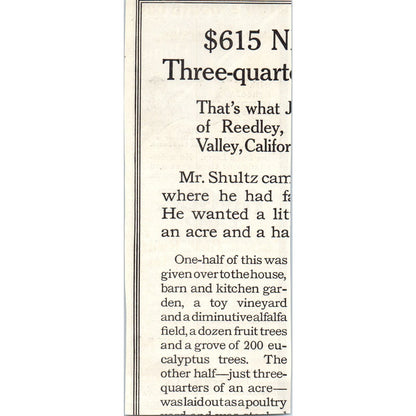 $615 N
Three-quart
That's what J
of Reedley,
Valley, Califor
Mr. Shultz cam
where he had fa
He wanted a lit
an acre and a ha
One-half of this was
given over to the house,
barn and kitchen gar-
den, a toy vineyard
and a diminutive alfalfa
field, a dozen fruit trees
and a grove of 200 eu-
calyptus trees. The
other half—just three-
quarters of an acre—
was laid out as a poultry